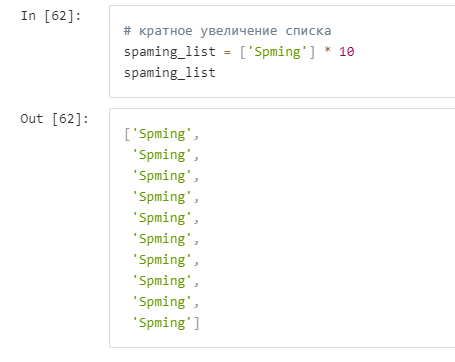 In [62]:
# кратное увеличение списка
spaming_list = ['Spming'] * 10
spaming_list
Out [62]:
['Spming',
'Spming',
'Spming',
'Spming',
'Spming',
'Spming',
'Spming',
'Spming',
'Spming',
'Spming']